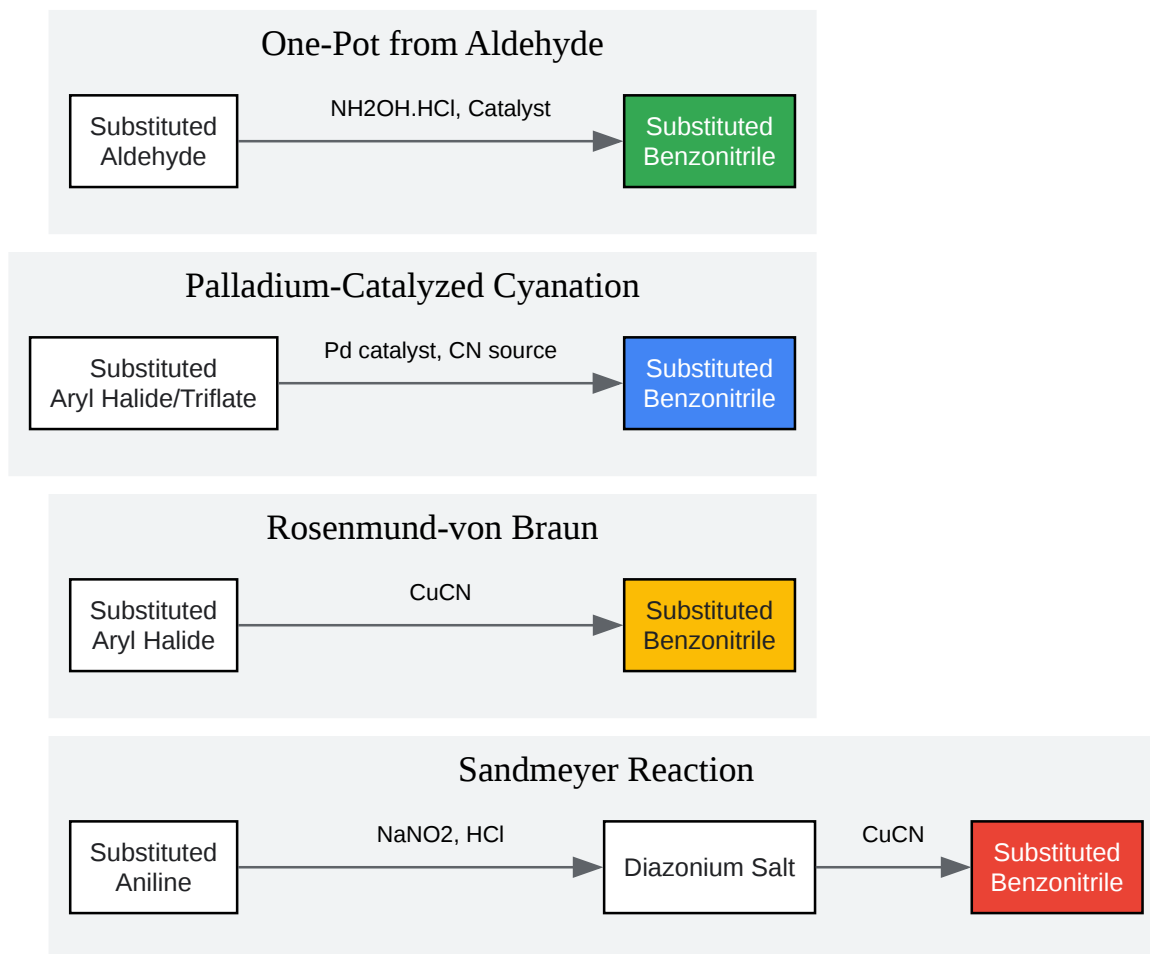 One-Pot from Aldehyde
Substituted
Aldehyde
NH2OH.HCl, Catalyst
Substituted
Benzonitrile
Palladium-Catalyzed Cyanation
Substituted
Aryl Halide/Triflate
Pd catalyst, CN source
Substituted
Benzonitrile
Rosenmund-von Braun
Substituted
Aryl Halide
CuCN
Substituted
Benzonitrile
Sandmeyer Reaction
Substituted
Aniline
NaNO2, HCl
Diazonium Salt
CuCN
Substituted
Benzonitrile